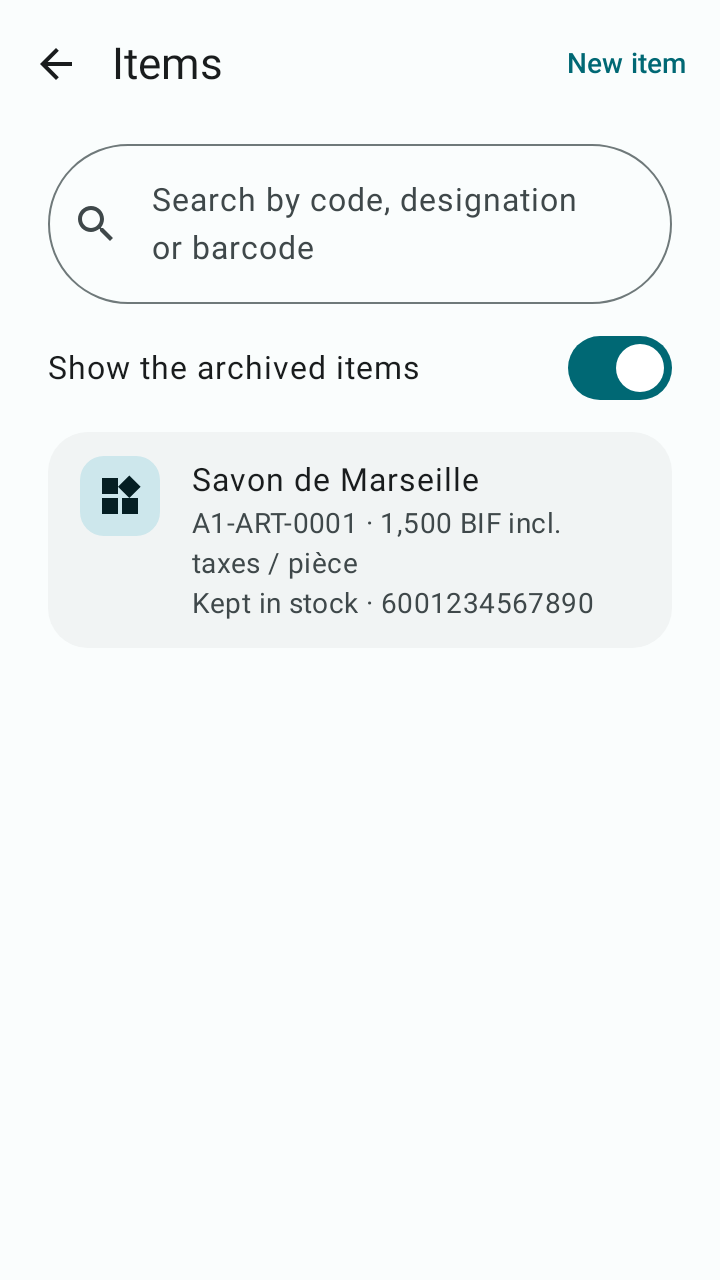 Items
New item
Search by code, designation
or barcode
Show the archived items
Savon de Marseille
A1-ART-0001 · 1,500 BIF incl.
taxes / pièce
Kept in stock · 6001234567890